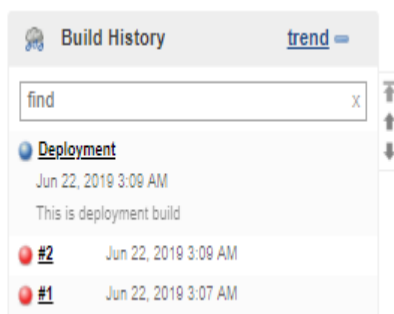 Build History trend
find x
Deployment
Jun 22, 2019 3:09 AM
This is deployment build
#2 Jun 22, 2019 3:09 AM
#1 Jun 22, 2019 3:07 AM